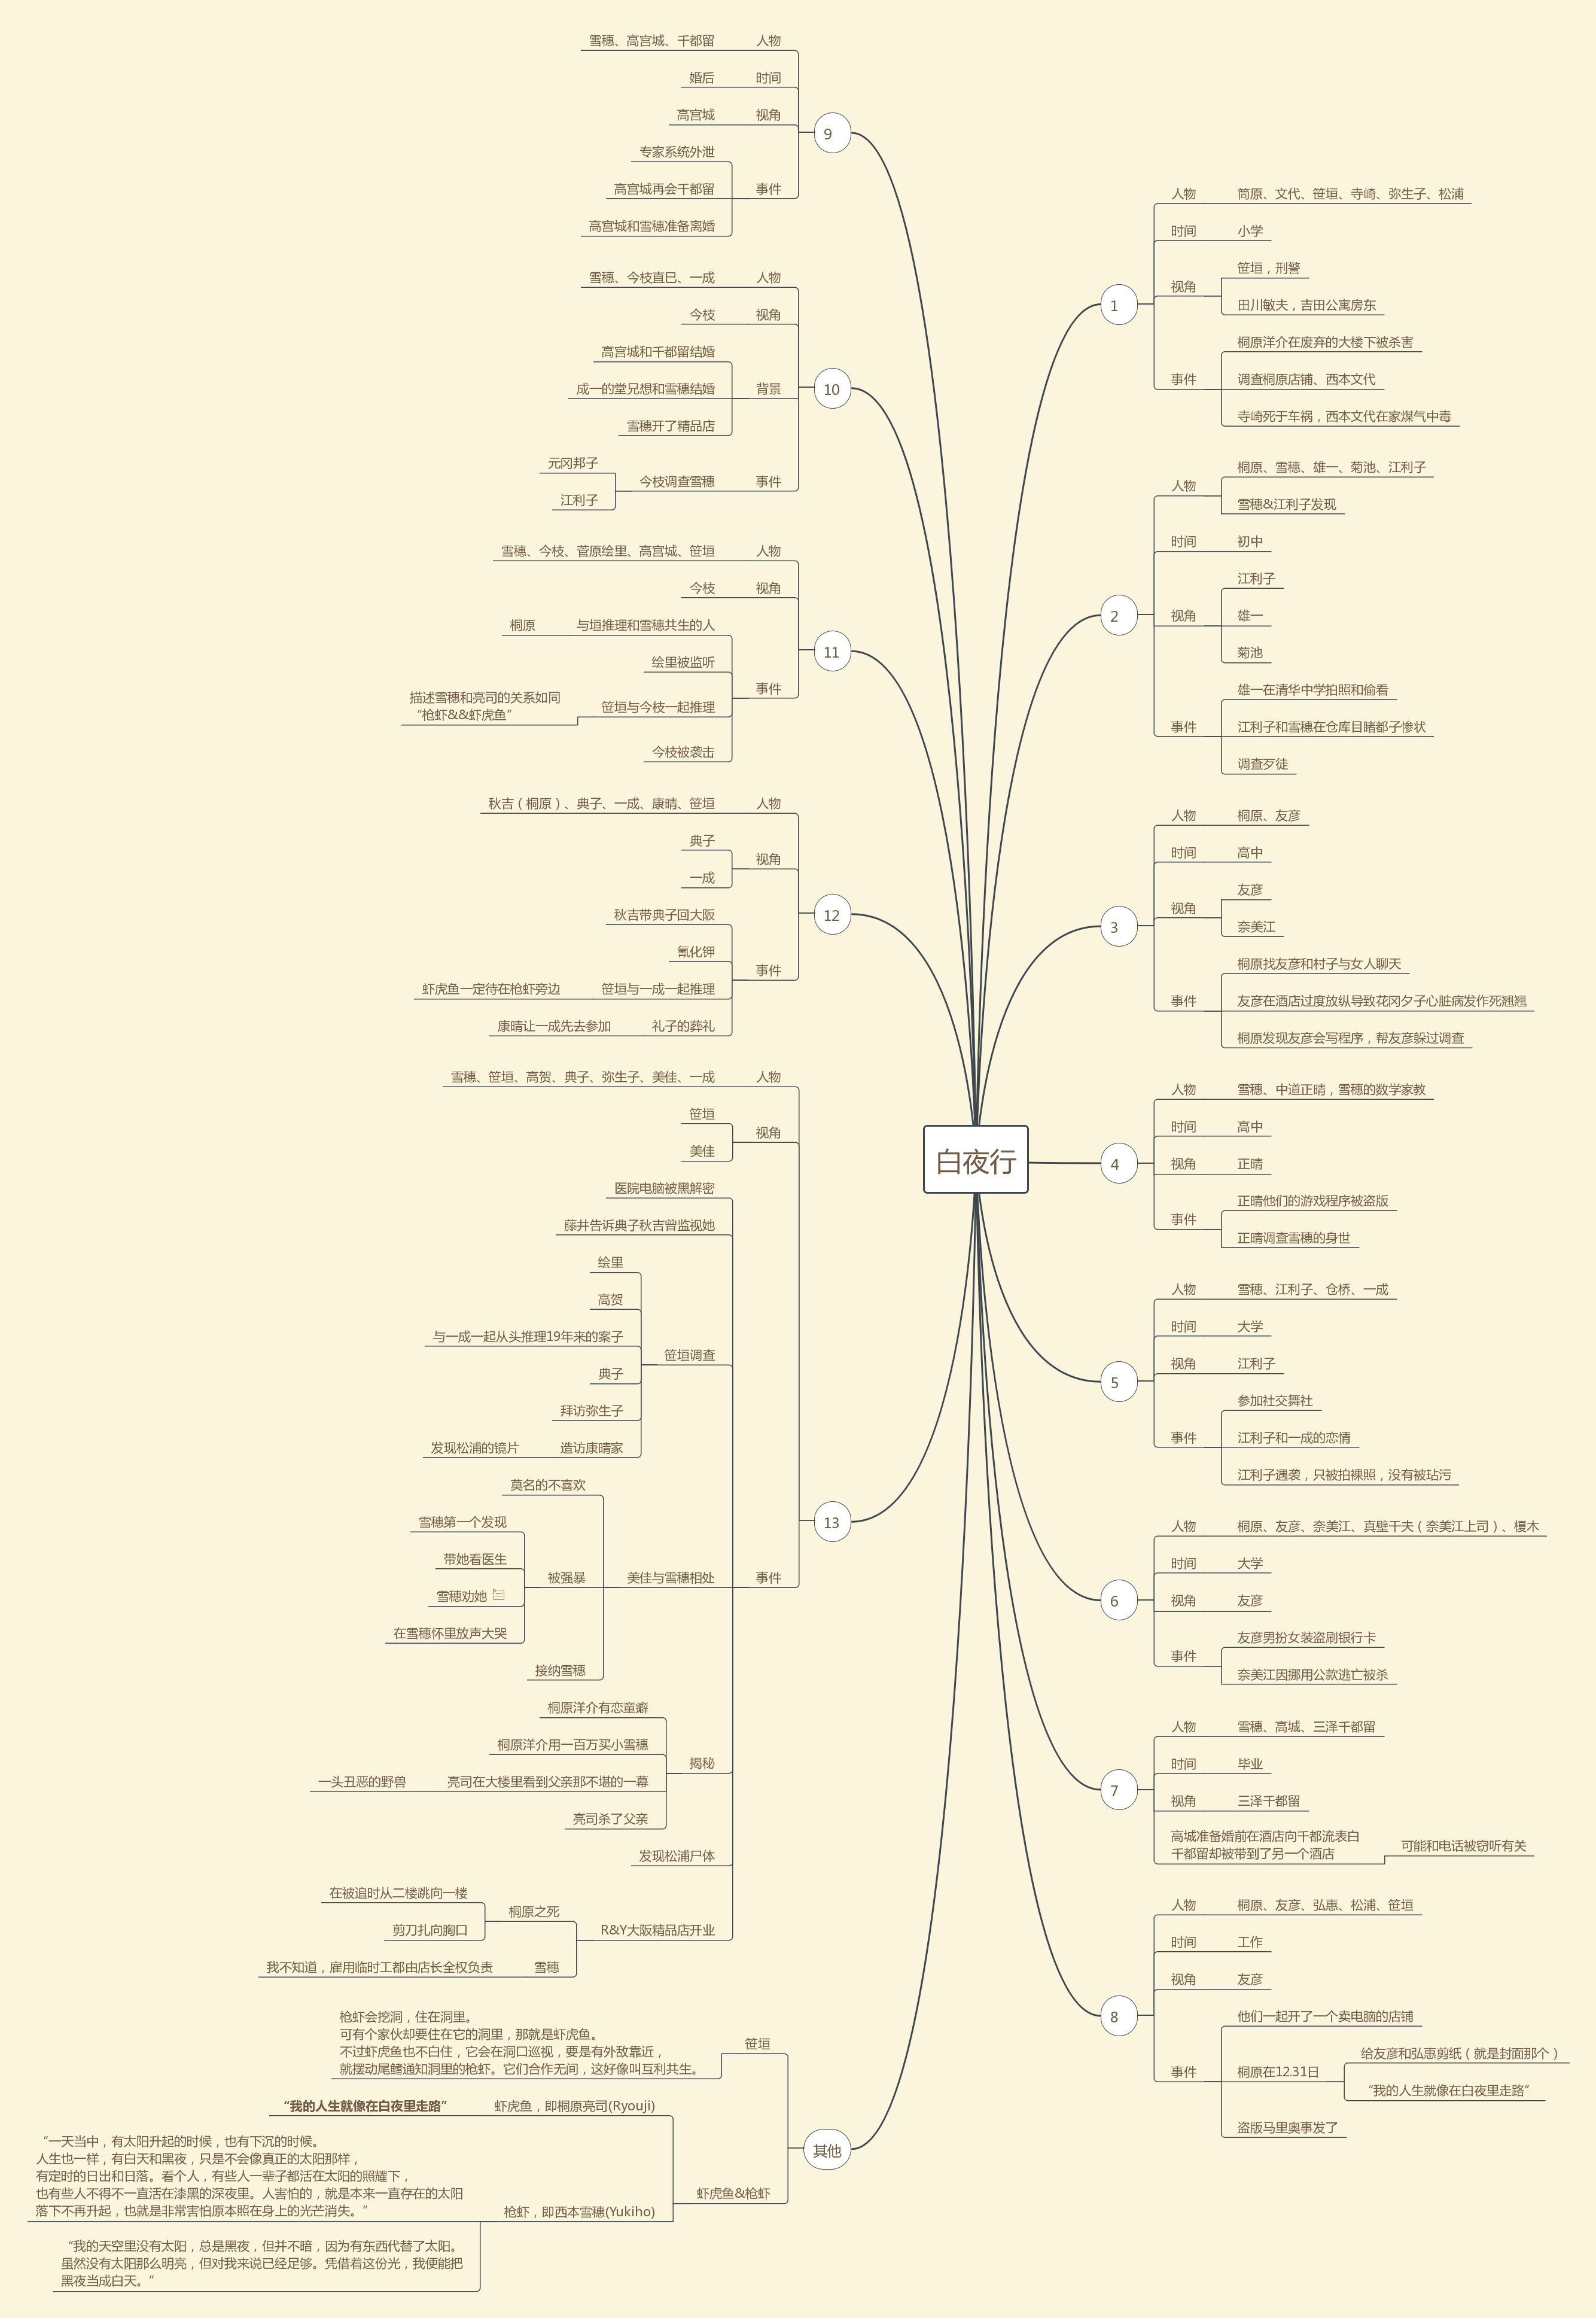 白夜行
1
人物
筒原、文代、笹垣、寺崎、弥生子、松浦
时间
小学
视角
笹垣，刑警
田川敏夫，吉田公寓房东
事件
桐原洋介在废弃的大楼下被杀害
调查桐原店铺、西本文代
寺崎死于车祸，西本文代在家煤气中毒
2
人物
桐原、雪穗、雄一、菊池、江利子
雪穗&江利子发现
时间
初中
视角
江利子
雄一
菊池
事件
雄一在清华中学拍照和偷看
江利子和雪穗在仓库目睹都子惨状
调查歹徒
3
人物
桐原、友彦
时间
高中
视角
友彦
奈美江
事件
桐原找友彦和村子与女人聊天
友彦在酒店过度放纵导致花冈夕子心脏病发作死翘翘
桐原发现友彦会写程序，帮友彦躲过调查
4
人物
雪穗、中道正晴，雪穗的数学家教
时间
高中
视角
正晴
事件
正晴他们的游戏程序被盗版
正晴调查雪穗的身世
5
人物
雪穗、江利子、仓桥、一成
时间
大学
视角
江利子
事件
参加社交舞社
江利子和一成的恋情
江利子遇袭，只被拍裸照，没有被玷污
6
人物
桐原、友彦、奈美江、真壁干夫（奈美江上司）、榎木
时间
大学
视角
友彦
事件
友彦男扮女装盗刷银行卡
奈美江因挪用公款逃亡被杀
7
人物
雪穗、高城、三泽千都留
时间
毕业
视角
三泽千都留
高城准备婚前在酒店向千都流表白
千都留却被带到了另一个酒店
可能和电话被窃听有关
8
人物
桐原、友彦、弘惠、松浦、笹垣
时间
工作
视角
友彦
事件
他们一起开了一个卖电脑的店铺
桐原在12.31日
给友彦和弘惠剪纸（就是封面那个）
“我的人生就像在白夜里走路”
盗版马里奥事发了
9
人物
雪穗、高宫城、千都留
时间
婚后
视角
高宫城
事件
专家系统外泄
高宫城再会千都留
高宫城和雪穗准备离婚
10
人物
雪穗、今枝直巳、一成
视角
今枝
背景
高宫城和千都留结婚
成一的堂兄想和雪穗结婚
雪穗开了精品店
事件
今枝调查雪穗
元冈邦子
江利子
11
人物
雪穗、今枝、菅原绘里、高宫城、笹垣
视角
今枝
事件
与垣推理和雪穗共生的人
桐原
绘里被监听
笹垣与今枝一起推理
描述雪穗和亮司的关系如同
“枪虾&&虾虎鱼”
今枝被袭击
12
人物
秋吉（桐原）、典子、一成、康晴、笹垣
视角
典子
一成
事件
秋吉带典子回大阪
氰化钾
笹垣与一成一起推理
虾虎鱼一定待在枪虾旁边
礼子的葬礼
康晴让一成先去参加
13
人物
雪穗、笹垣、高贺、典子、弥生子、美佳、一成
视角
笹垣
美佳
事件
医院电脑被黑解密
藤井告诉典子秋吉曾监视她
笹垣调查
绘里
高贺
与一成一起从头推理19年来的案子
典子
拜访弥生子
造访康晴家
发现松浦的镜片
美佳与雪穗相处
莫名的不喜欢
被强暴
雪穗第一个发现
带她看医生
雪穗劝她
在雪穗怀里放声大哭
接纳雪穗
揭秘
桐原洋介有恋童癖
桐原洋介用一百万买小雪穗
亮司在大楼里看到父亲那不堪的一幕
一头丑恶的野兽
亮司杀了父亲
发现松浦尸体
R&Y大阪精品店开业
桐原之死
在被追时从二楼跳向一楼
剪刀扎向胸口
雪穗
我不知道，雇用临时工都由店长全权负责
其他
笹垣
枪虾会挖洞，住在洞里。
可有个家伙却要住在它的洞里，那就是虾虎鱼。
不过虾虎鱼也不白住，它会在洞口巡视，要是有外敌靠近，
就摆动尾鳍通知洞里的枪虾。它们合作无间，这好像叫互利共生。
虾虎鱼&枪虾
虾虎鱼，即桐原亮司(Ryouji)
“我的人生就像在白夜里走路”
枪虾，即西本雪穗(Yukiho)
“一天当中，有太阳升起的时候，也有下沉的时候。
人生也一样，有白天和黑夜，只是不会像真正的太阳那样，
有定时的日出和日落。看个人，有些人一辈子都活在太阳的照耀下，
也有些人不得不一直活在漆黑的深夜里。人害怕的，就是本来一直存在的太阳
落下不再升起，也就是非常害怕原本照在身上的光芒消失。”
“我的天空里没有太阳，总是黑夜，但并不暗，因为有东西代替了太阳。
虽然没有太阳那么明亮，但对我来说已经足够。凭借着这份光，我便能把
黑夜当成白天。”